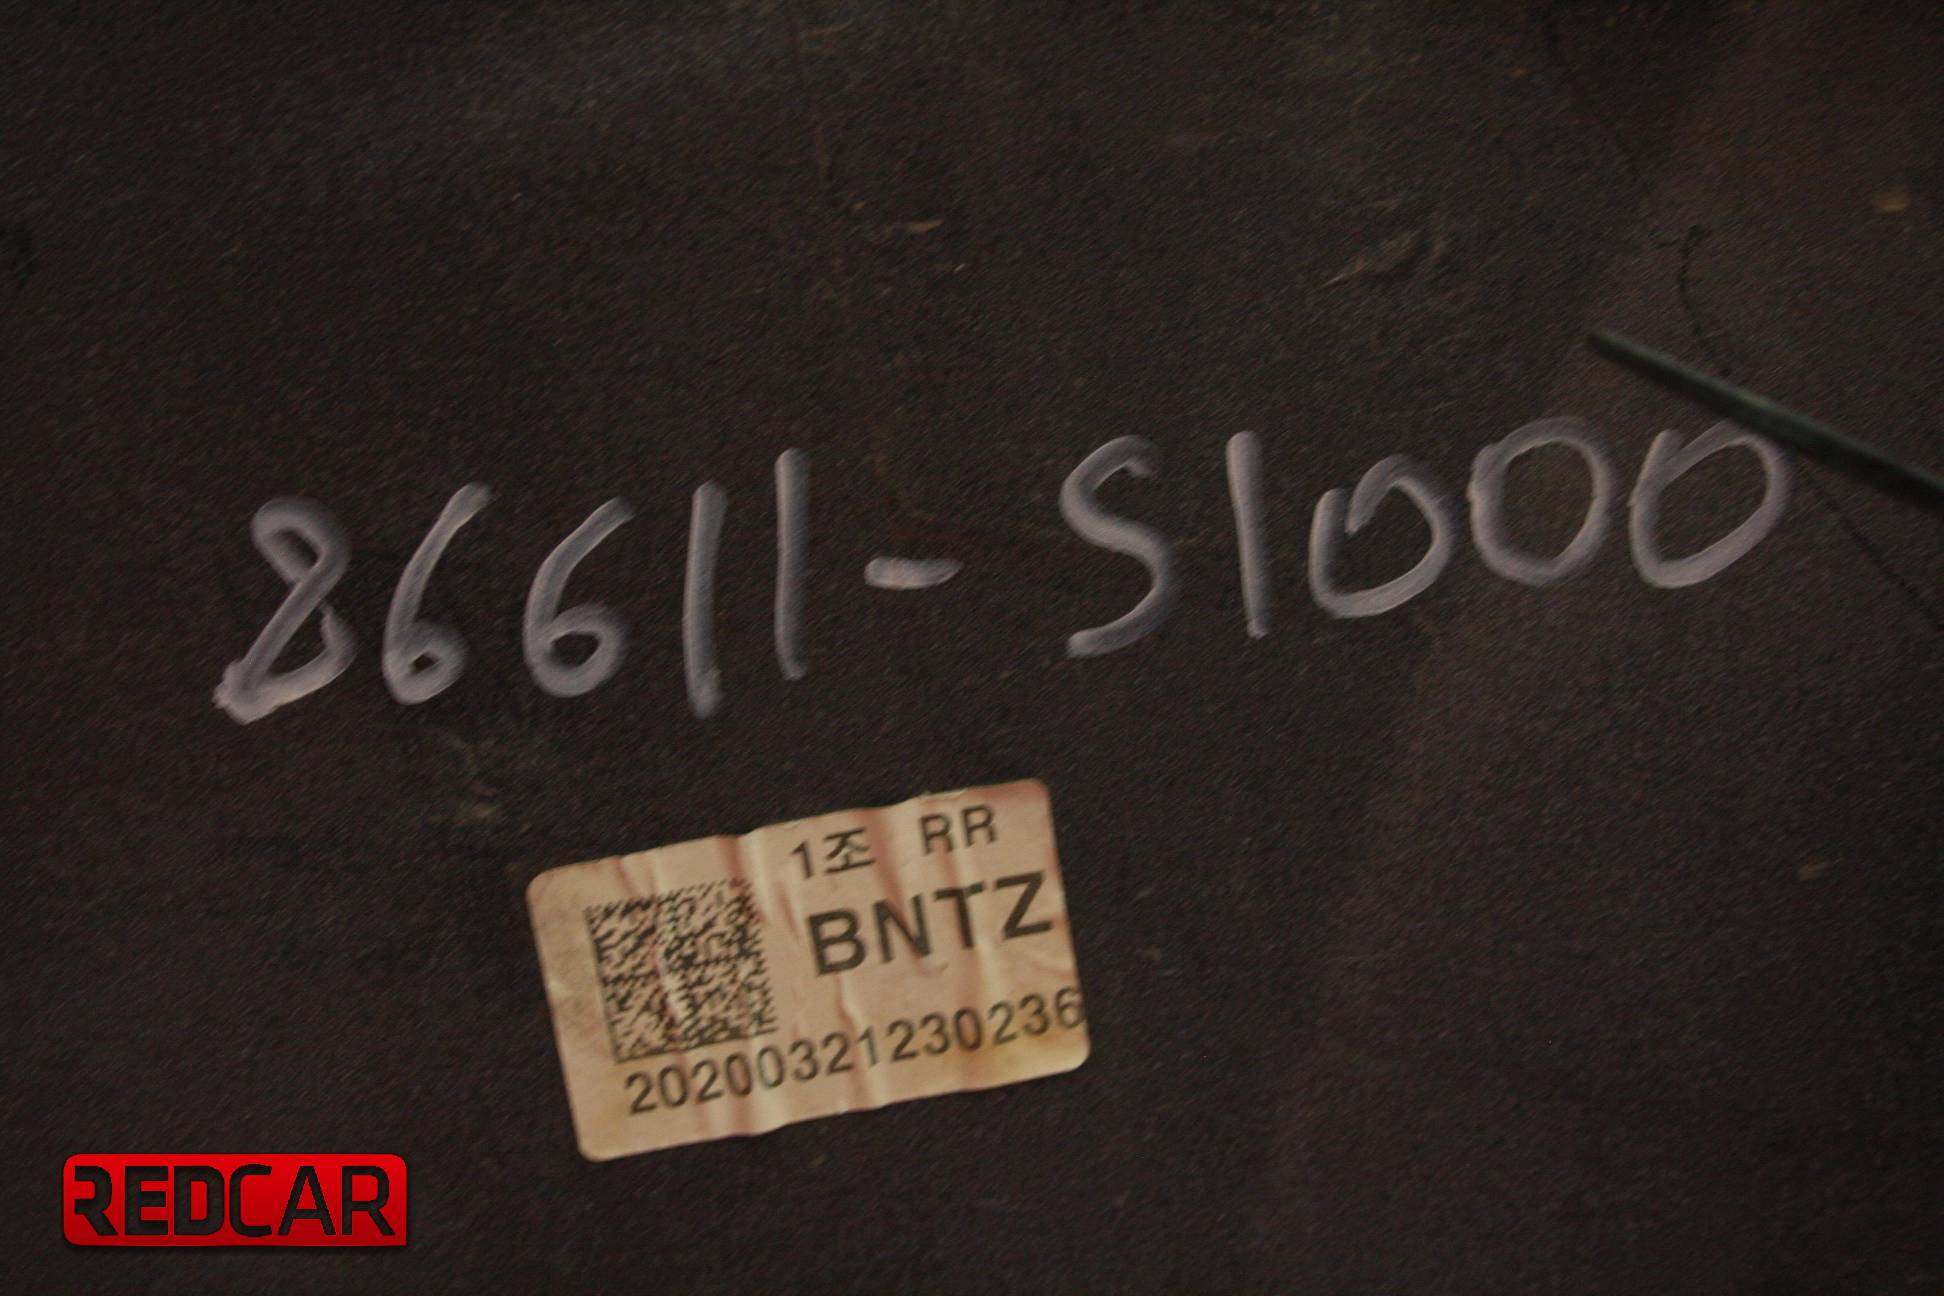 86611-S1000
1조 RR
BNTZ
20200321230236
REDCAR